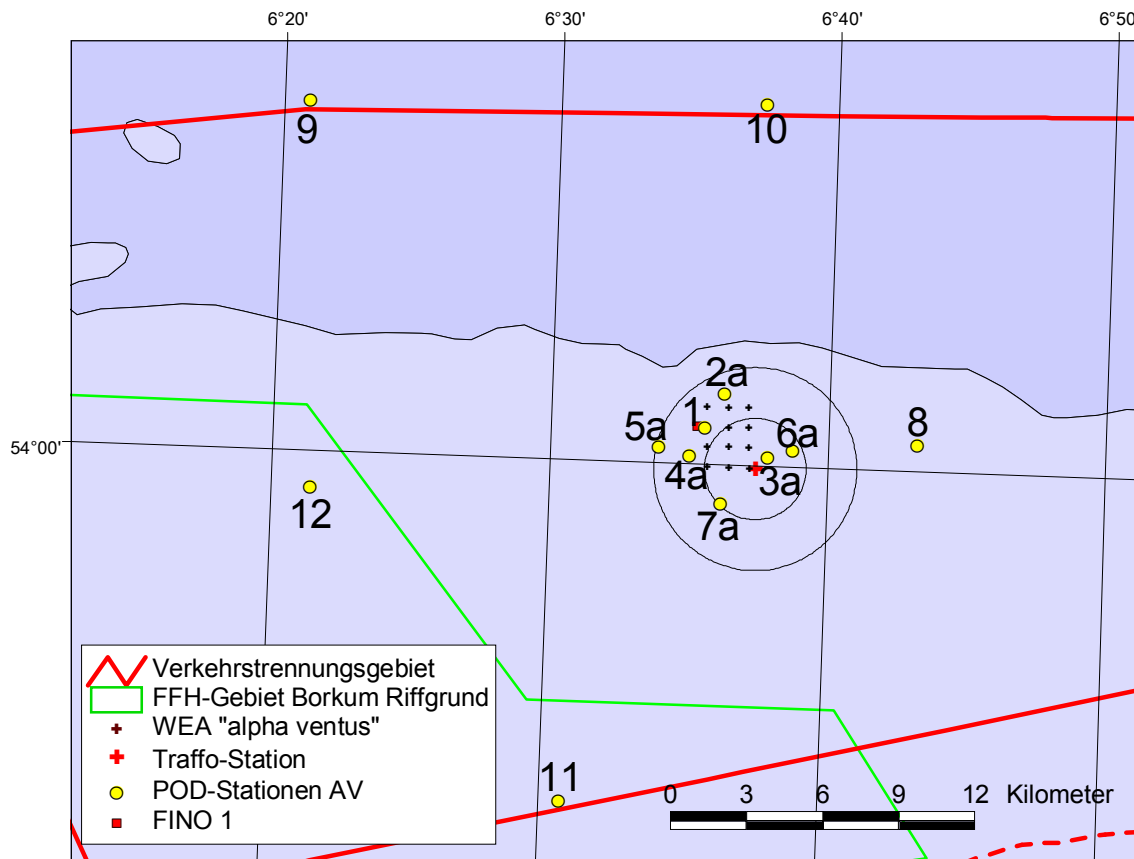 6°20' 6°30' 6°40' 6°50'
9
10
2a
1
5a
6a
8
54°00'
4a
3a
12
7a
Verkehrstrennungsgebiet
FFH-Gebiet Borkum Riffgrund
WEA "alpha ventus"
Traffo-Station
POD-Stationen AV
FINO 1
11
0 3 6 9 12 Kilometer